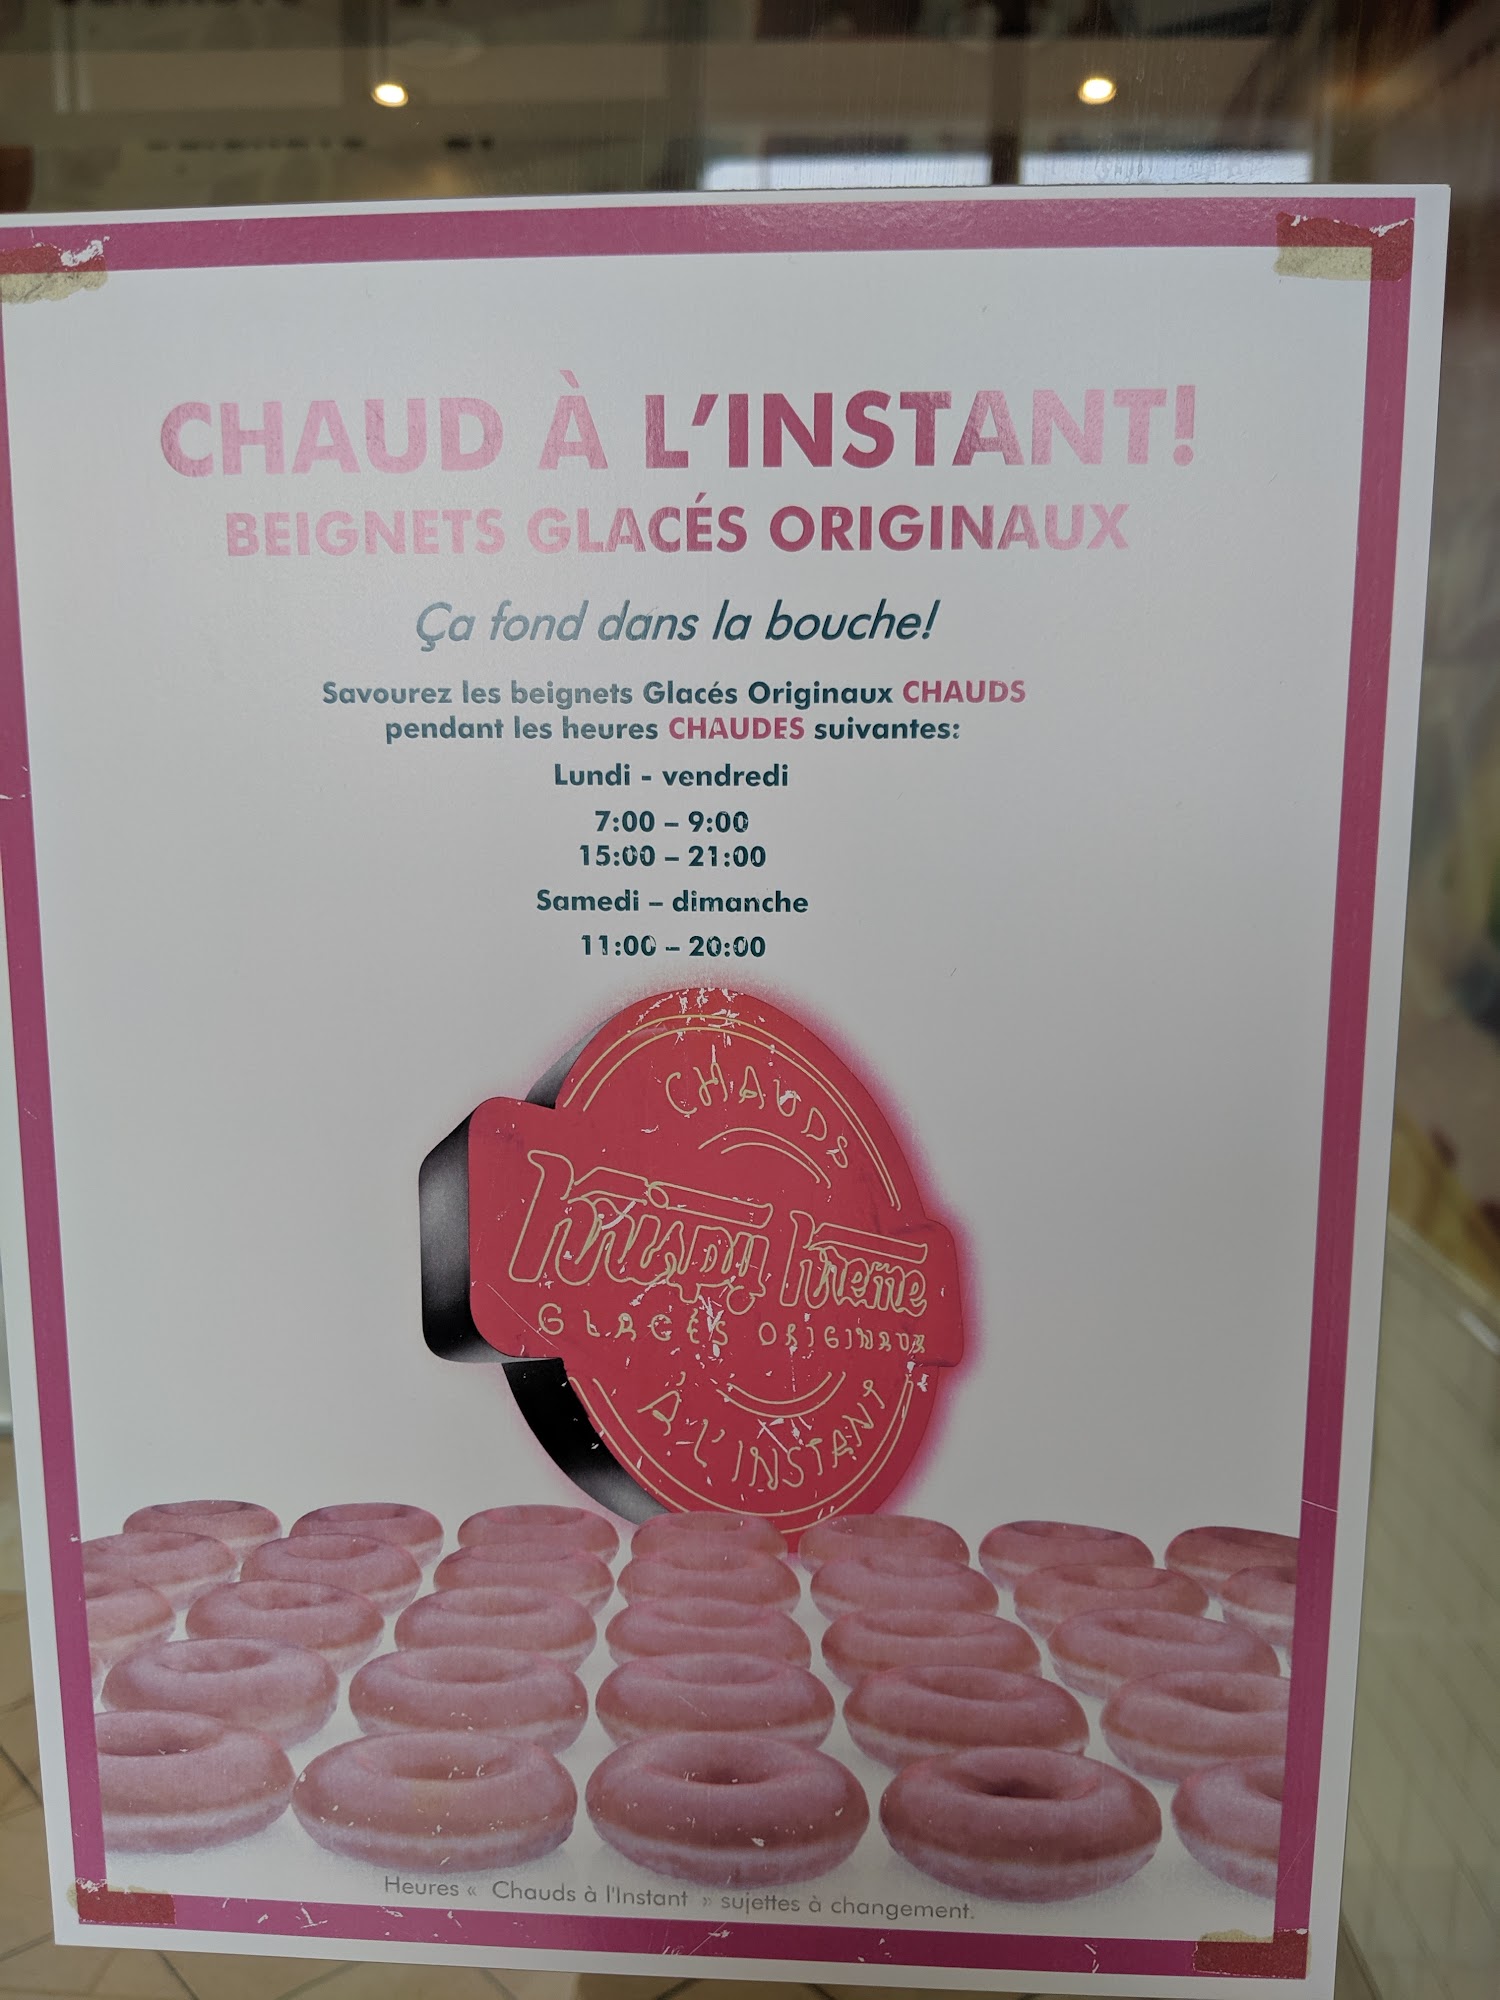 CHAUD À L'INSTANT!
BEIGNETS GLACÉS ORIGINAUX
Ça fond dans la bouche!
Savourez les beignets Glacés Originaux CHAUDS
pendant les heures CHAUDES suivantes:
Lundi - vendredi
7:00 – 9:00
15:00 – 21:00
Samedi – dimanche
11:00 – 20:00
CHAUDS
Krispy Kreme
GLACÉS ORIGINAUX
À L'INSTANT
Heures « Chauds à l'Instant » sujettes à changement.